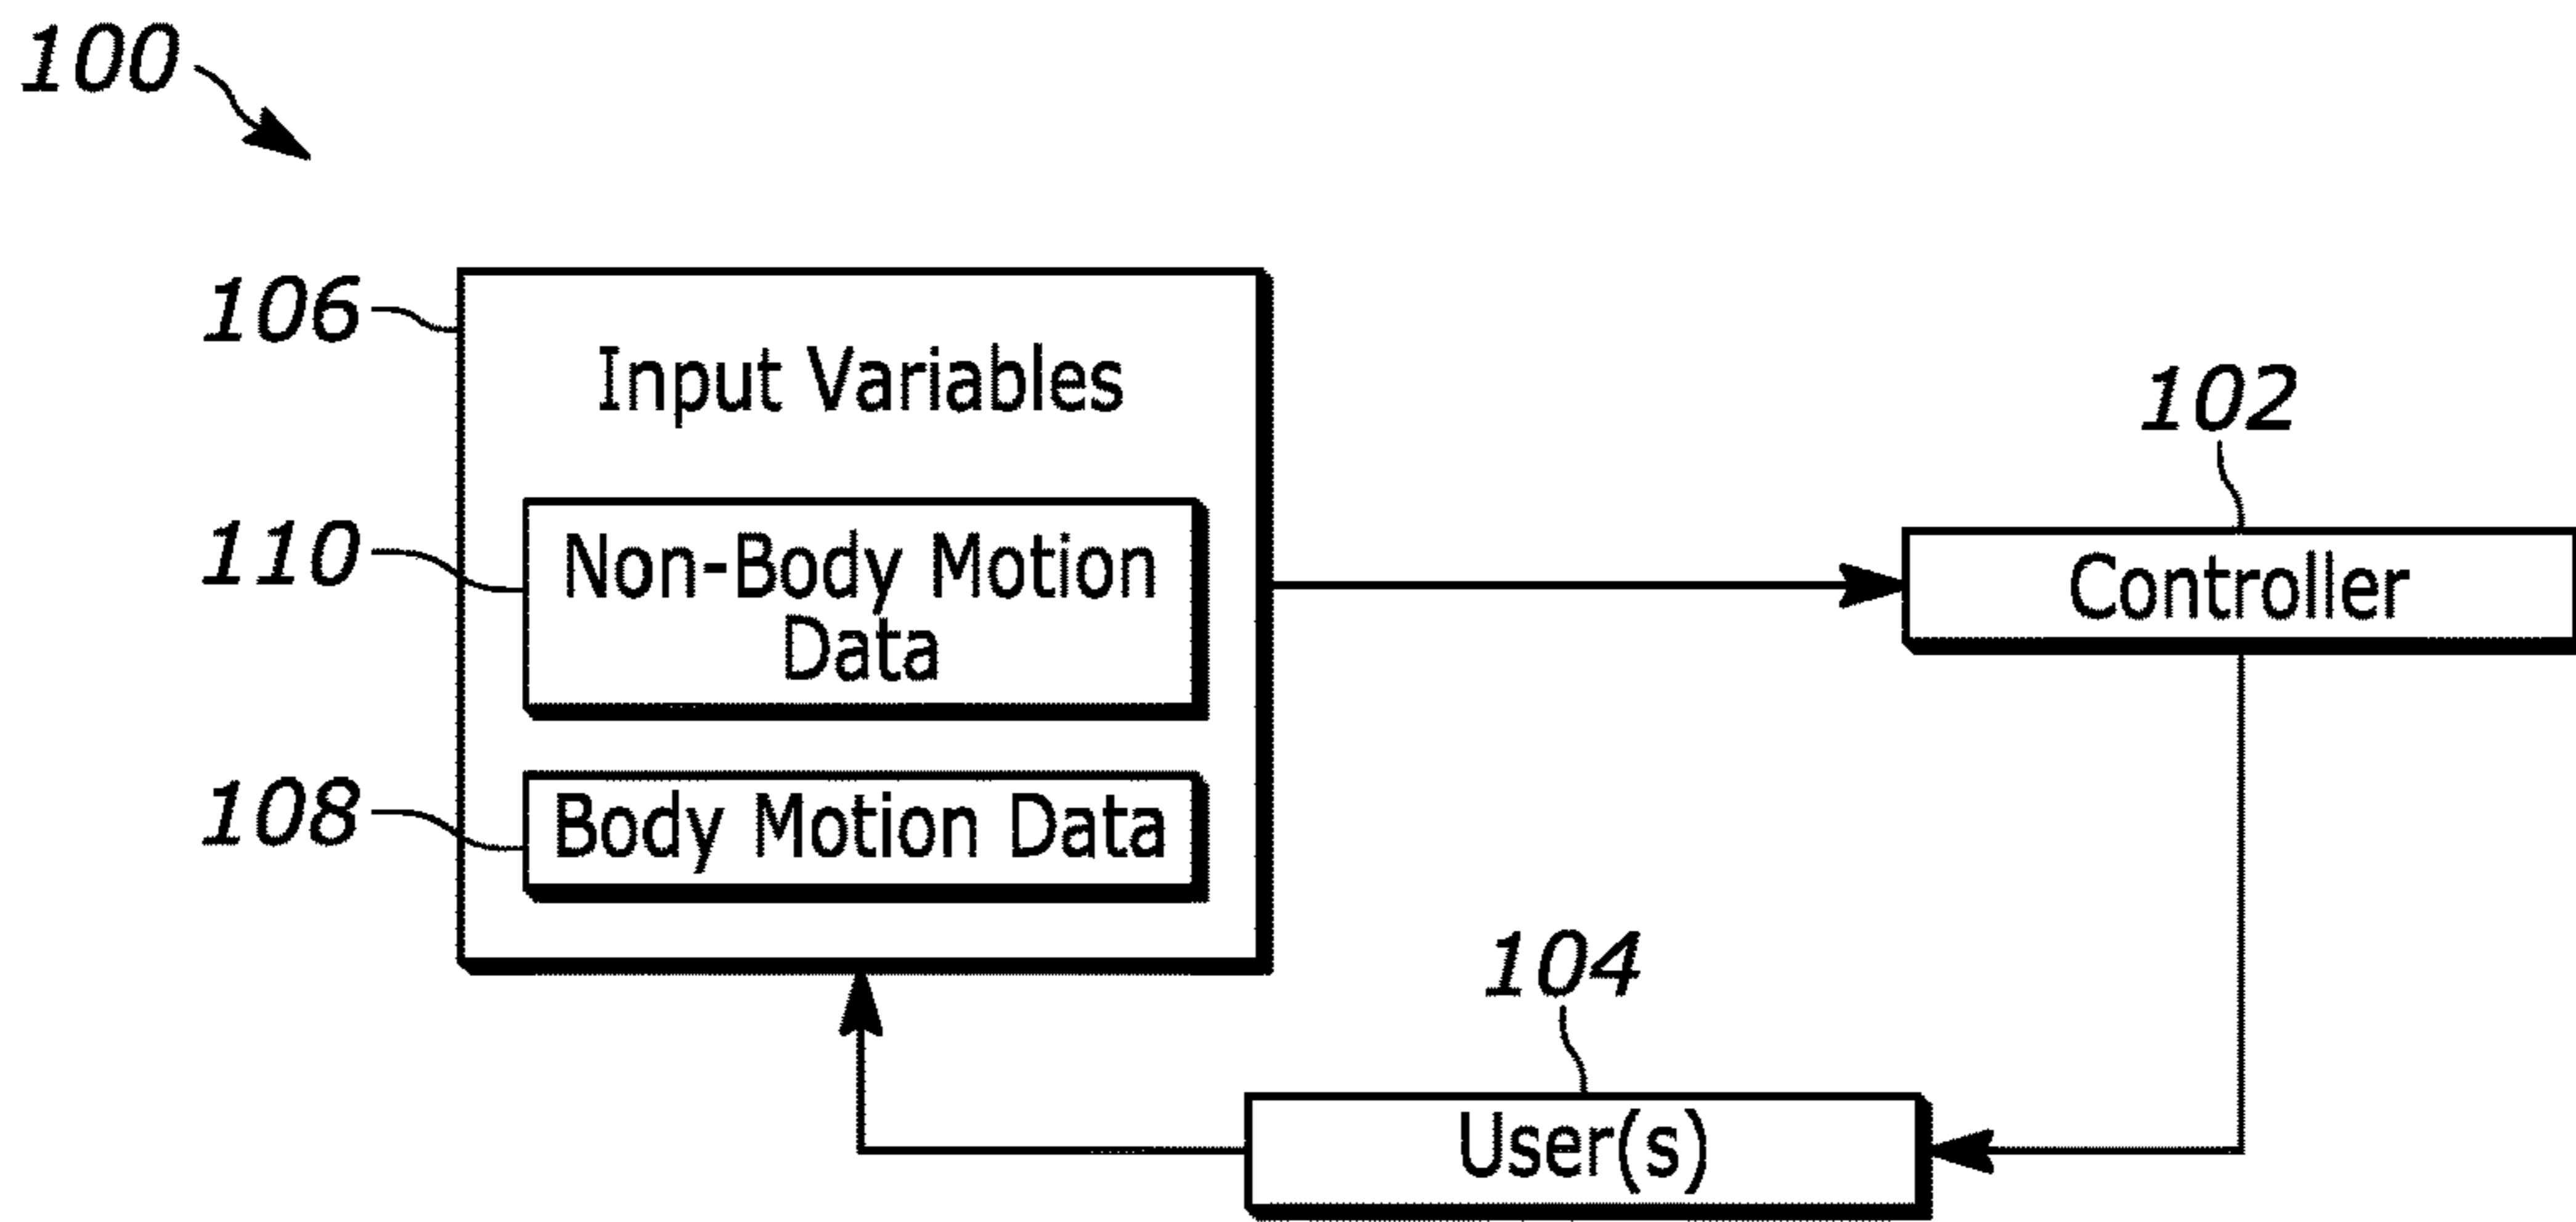 100
106
Input Variables
102
110
Non-Body Motion
Data
Controller
108
Body Motion Data
104
User(s)